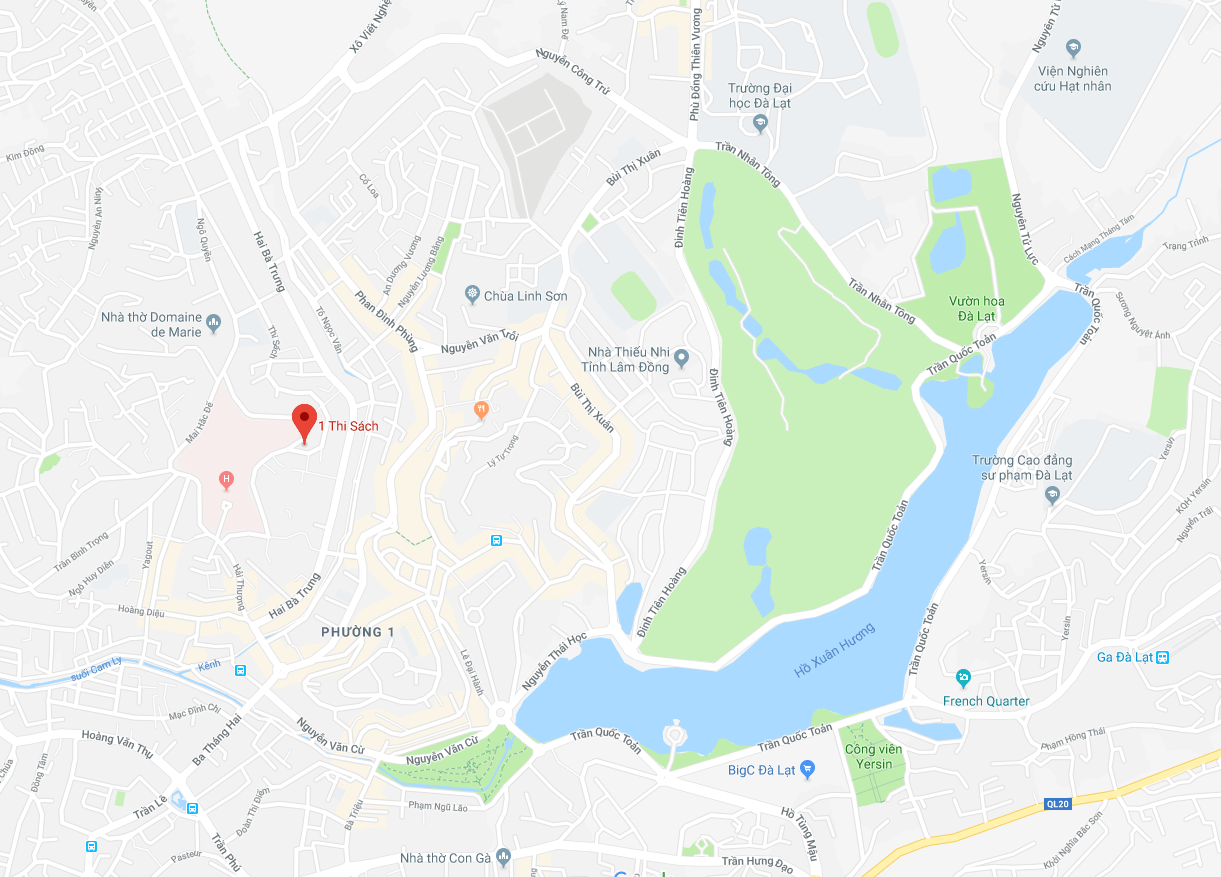 Xô Viết Nghệ
Lý Nam Đế
Phù Đổng Thiên Vương
Nguyên Tử
Nguyễn Công Trứ
Viện Nghiên
cứu Hạt nhân
Trường Đại
học Đà Lạt
Kim Đồng
Bùi Thị Xuân
Trần Nhân Tông
Cổ Loa
Nguyễn An Ninh
Ngô Quyền
Đinh Tiên Hoàng
Nguyên Tử Lực
Cách Mạng Tháng Tám
Trạng Trình
Hai Bà Trưng
An Dương Vương
Nguyễn Lương Bằng
Phan Đình Phùng
Chùa Linh Sơn
Trần Nhân Tông
Vườn hoa
Đà Lạt
Trần Quốc Toản
Sương Nguyệt Ánh
Nhà thờ Domaine
de Marie
Tô Ngọc Vân
Thi Sách
Nguyễn Văn Trỗi
Nhà Thiếu Nhi
Tỉnh Lâm Đồng
Trần Quốc Toản
Đinh Tiên Hoàng
Bùi Thị Xuân
Mai Hắc Đế
1 Thi Sách
Lý Tự Trọng
H
Trường Cao đẳng
sư phạm Đà Lạt
Yersin
KQH Yersin
Nguyễn Trãi
Trần Quốc Toản
Trần Bình Trọng
Ngô Huy Diễn
Yagout
Hải Thượng
Hai Bà Trưng
Hoàng Diệu
Đinh Tiên Hoàng
Yersin
Yersin
PHƯỜNG 1
Nguyễn Thái Học
Hồ Xuân Hương
Trần Quốc Toản
Ga Đà Lạt
suối Cam Ly
Kênh
Lê Đại Hành
French Quarter
Mạc Đĩnh Chi
Hoàng Văn Thụ
Ba Tháng Hai
Nguyễn Văn Cừ
Nguyễn Văn Cừ
Trần Quốc Toản
Trần Quốc Toản
Công viên
Yersin
Phạm Hồng Thái
BigC Đà Lạt
Đồng Tâm
Trần Lê
Đoàn Thị Điểm
Bà Triệu
Phạm Ngũ Lão
QL20
Hồ Tùng Mậu
Khởi Nghĩa Bắc Sơn
Trần Phú
Pasteur
Nhà thờ Con Gà
Trần Hưng Đạo